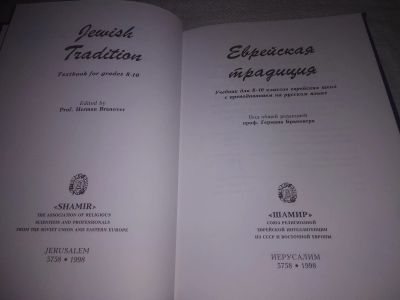 Jewish
Tradition
Textbook for grades 8-10
Edited by
Prof. Herman Branover
«SHAMIR»
THE ASSOCIATION OF RELIGIOUS
SCIENTISTS AND PROFESSIONALS
FROM THE SOVIET UNION AND EASTERN EUROPE
JERUSALEM
5758 • 1998
Еврейская
традиция
Учебник для 8-10 классов еврейских школ
с преподаванием на русском языке
Под общей редакцией
проф. Германа Брановера
«ШАМИР»
СОЮЗ РЕЛИГИОЗНОЙ
ЕВРЕЙСКОЙ ИНТЕЛЛИГЕНЦИИ
ИЗ СССР И ВОСТОЧНОЙ ЕВРОПЫ
ИЕРУСАЛИМ
5758 • 1998